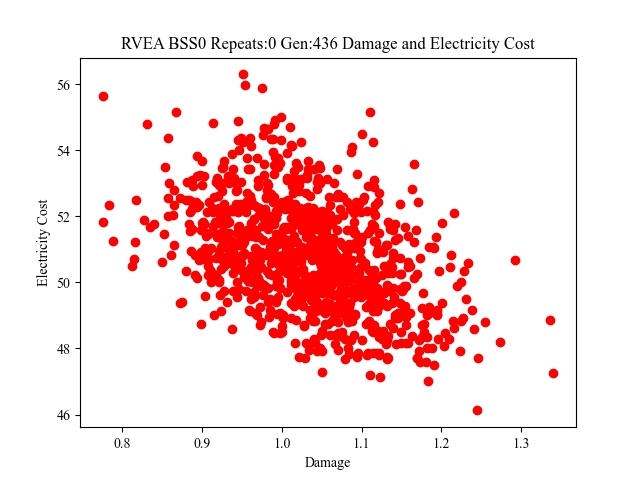 RVEA BSS0 Repeats:0 Gen:436 Damage and Electricity Cost
56
54
52
50
48
46
Electricity Cost
0.8 0.9 1.0 1.1 1.2 1.3
Damage